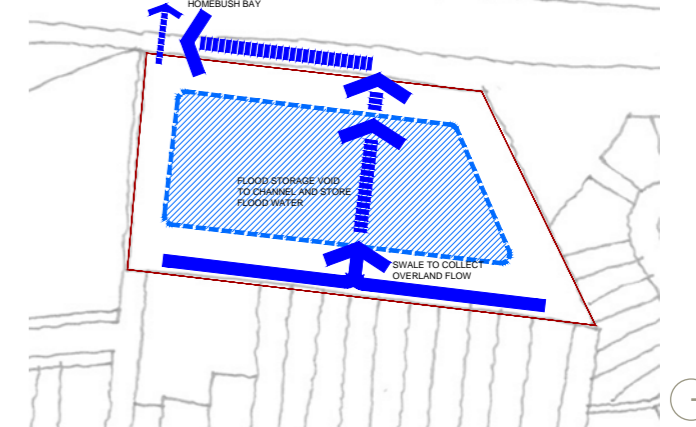 HOMEBUSH BAY
FLOOD STORAGE VOID
TO CHANNEL AND STORE
FLOOD WATER
SWALE TO COLLECT
OVERLAND FLOW